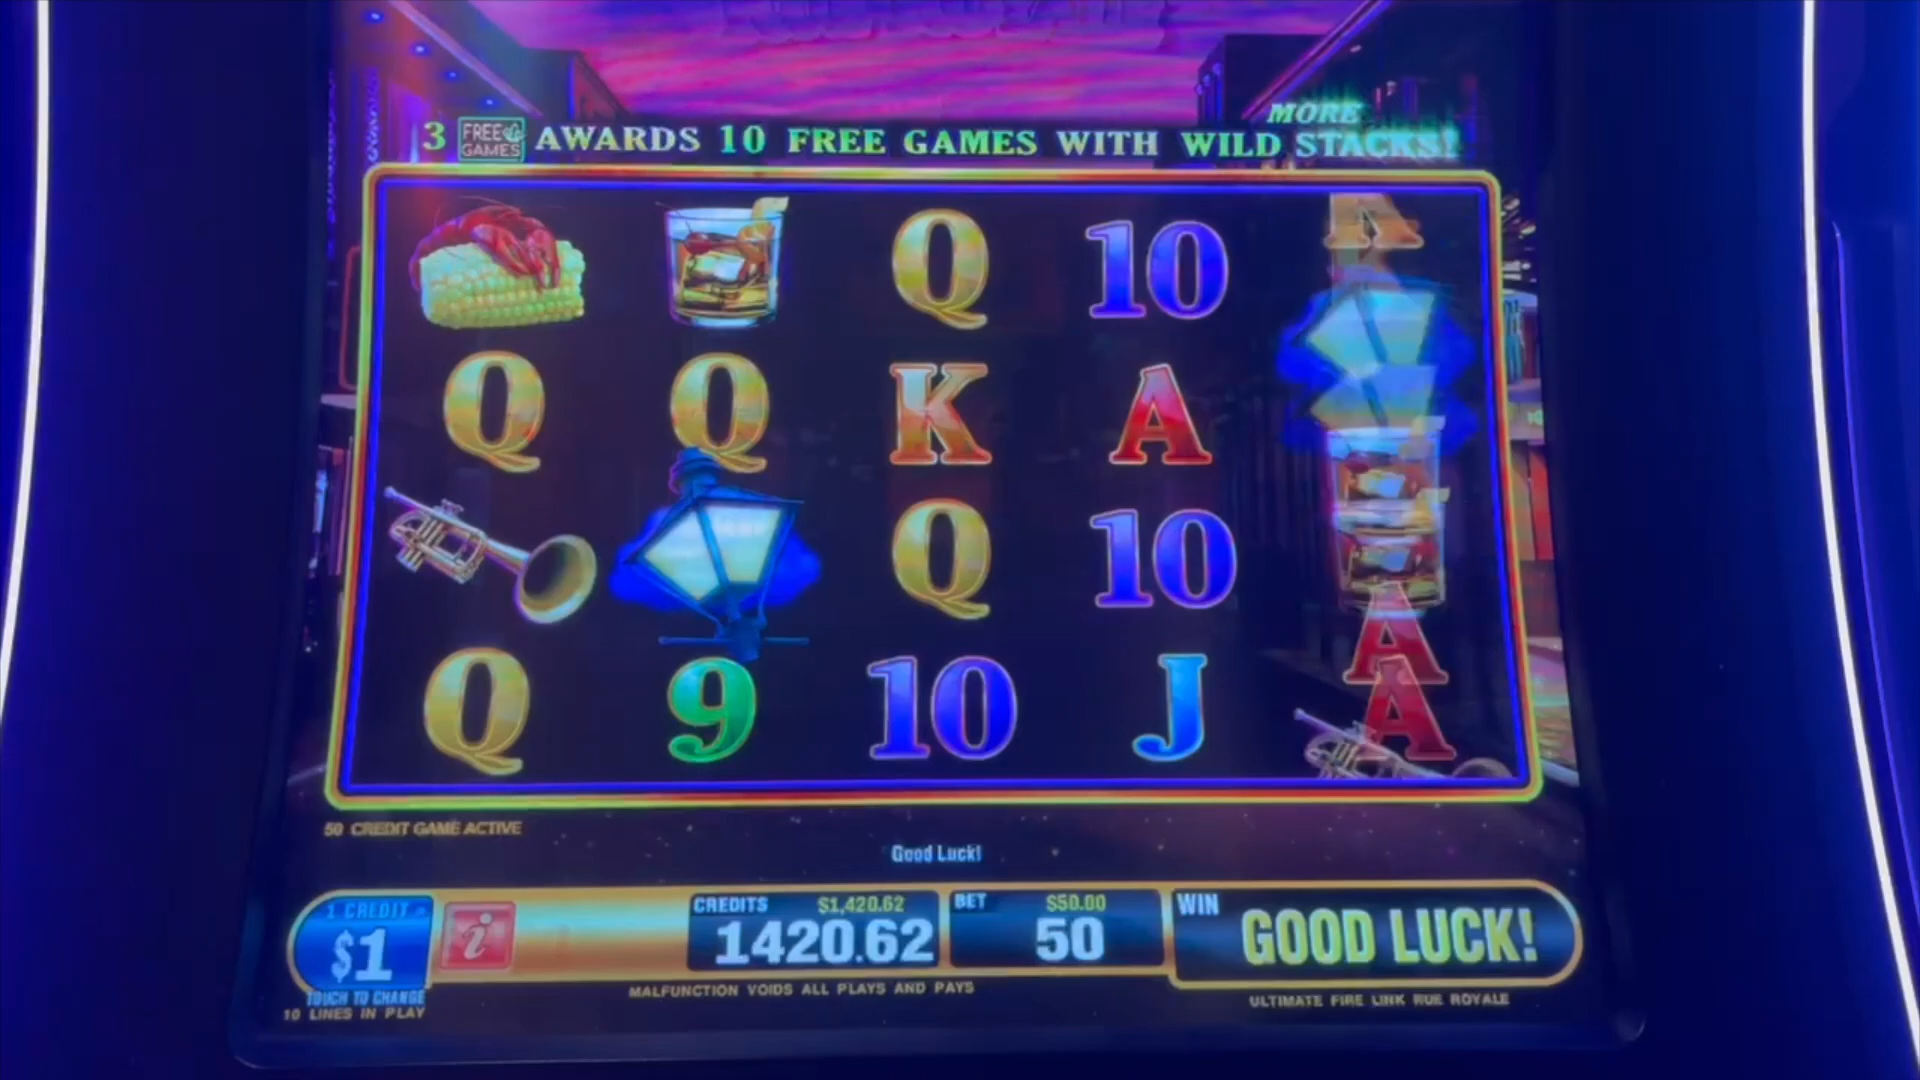 MORE
3 FREE GAMES AWARDS 10 FREE GAMES WITH WILD STACKS!
Q 10 K
Q Q K A
Q 10
A
Q 9 10 J A
50 CREDIT GAME ACTIVE
Good Luck!
1 CREDIT =
$1
TOUCH TO CHANGE
10 LINES IN PLAY
i
CREDITS $1,420.62
1420.62
BET $50.00
50
WIN GOOD LUCK!
MALFUNCTION VOIDS ALL PLAYS AND PAYS
ULTIMATE FIRE LINK RUE ROYALE